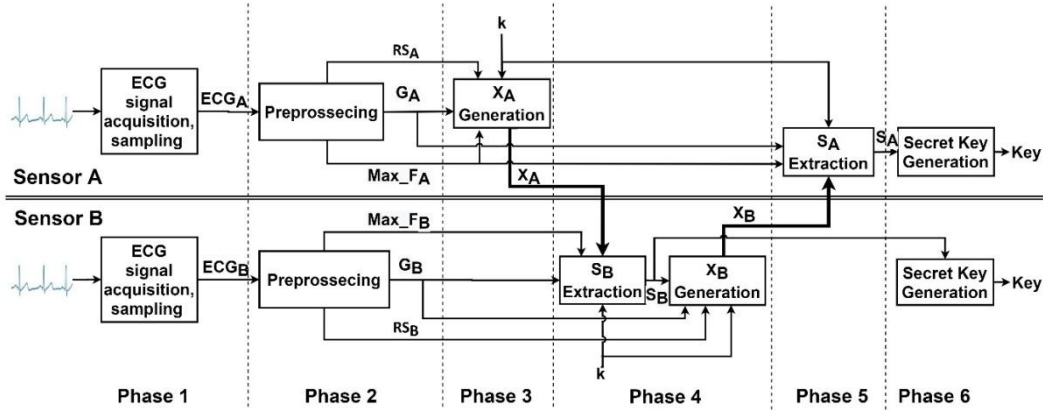 k
RSA
ECG
signal
acquisition,
sampling
ECGA
Preprossecing
GA
XA
Generation
Max_FA
XA
SA
Extraction
SA
Secret Key
Generation
Key
Sensor A
Sensor B
XB
Max_FB
ECG
signal
acquisition,
sampling
ECGB
Preprossecing
GB
RSB
SB
Extraction
SB
XB
Generation
k
Secret Key
Generation
Key
Phase 1
Phase 2
Phase 3
Phase 4
Phase 5
Phase 6